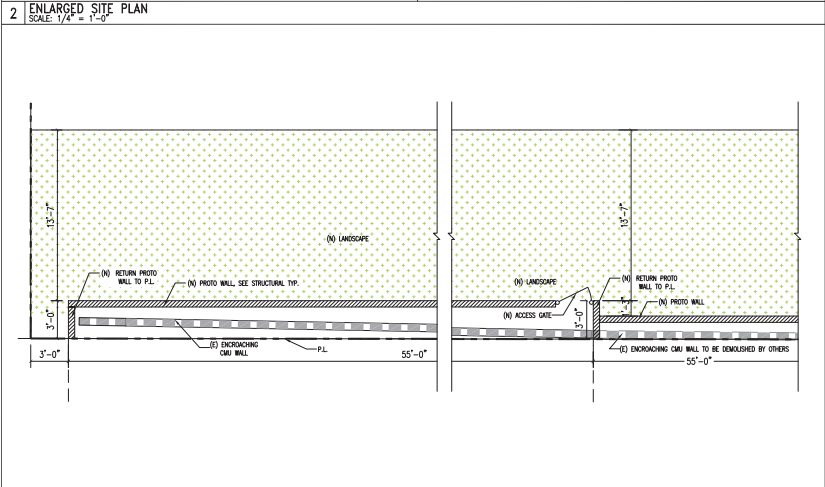 2 ENLARGED SITE PLAN
SCALE: 1/4" = 1'-0"
13'-7"
13'-7"
(N) LANDSCAPE
(N) RETURN PROTO
WALL TO P.L.
(N) PROTO WALL, SEE STRUCTURAL TYP.
(N) LANDSCAPE
(N) RETURN PROTO
WALL TO P.L.
(N) PROTO WALL
(N) ACCESS GATE
3'-0"
3'-0"
(E) ENCROACHING
CMU WALL
P.L.
(E) ENCROACHING CMU WALL TO BE DEMOLISHED BY OTHERS
3'-0"
55'-0"
55'-0"